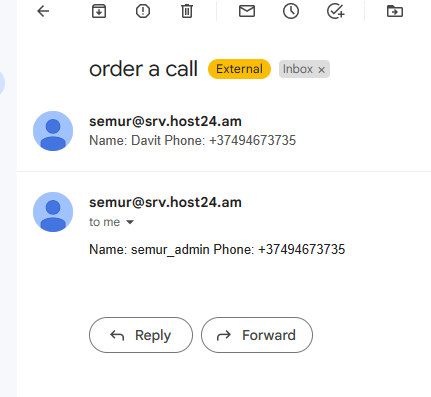 order a call External Inbox ×
semur@srv.host24.am
Name: Davit Phone: +37494673735
semur@srv.host24.am
to me
Name: semur_admin Phone: +37494673735
Reply Forward